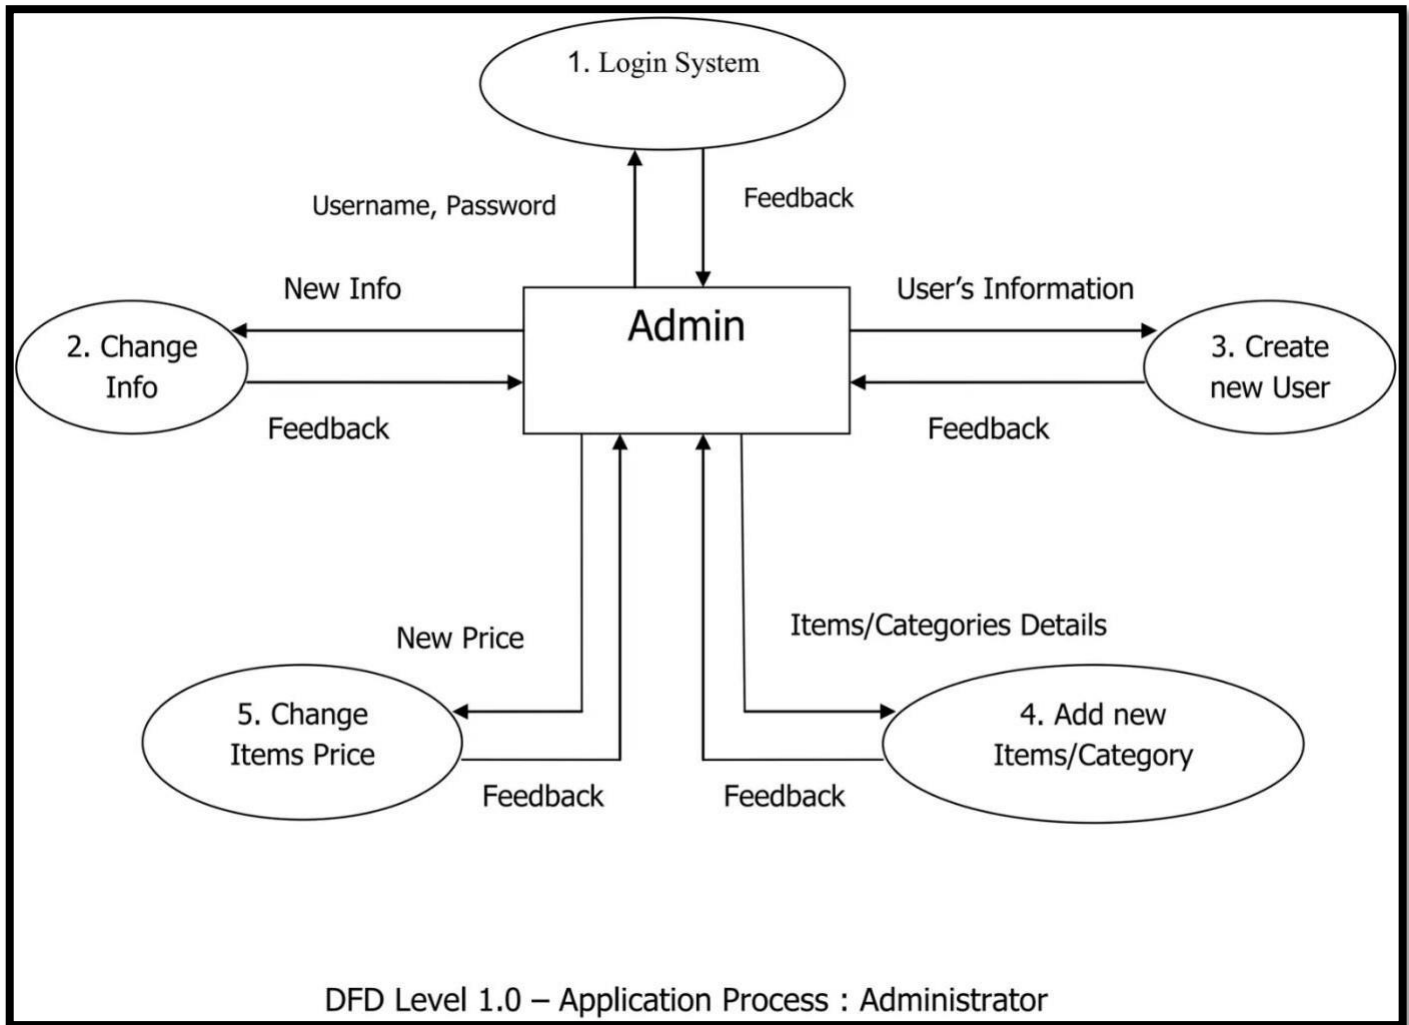 1. Login System
Username, Password
Feedback
New Info
User's Information
Admin
2. Change
Info
3. Create
new User
Feedback
Feedback
New Price
Items/Categories Details
5. Change
Items Price
4. Add new
Items/Category
Feedback
Feedback
DFD Level 1.0 – Application Process : Administrator